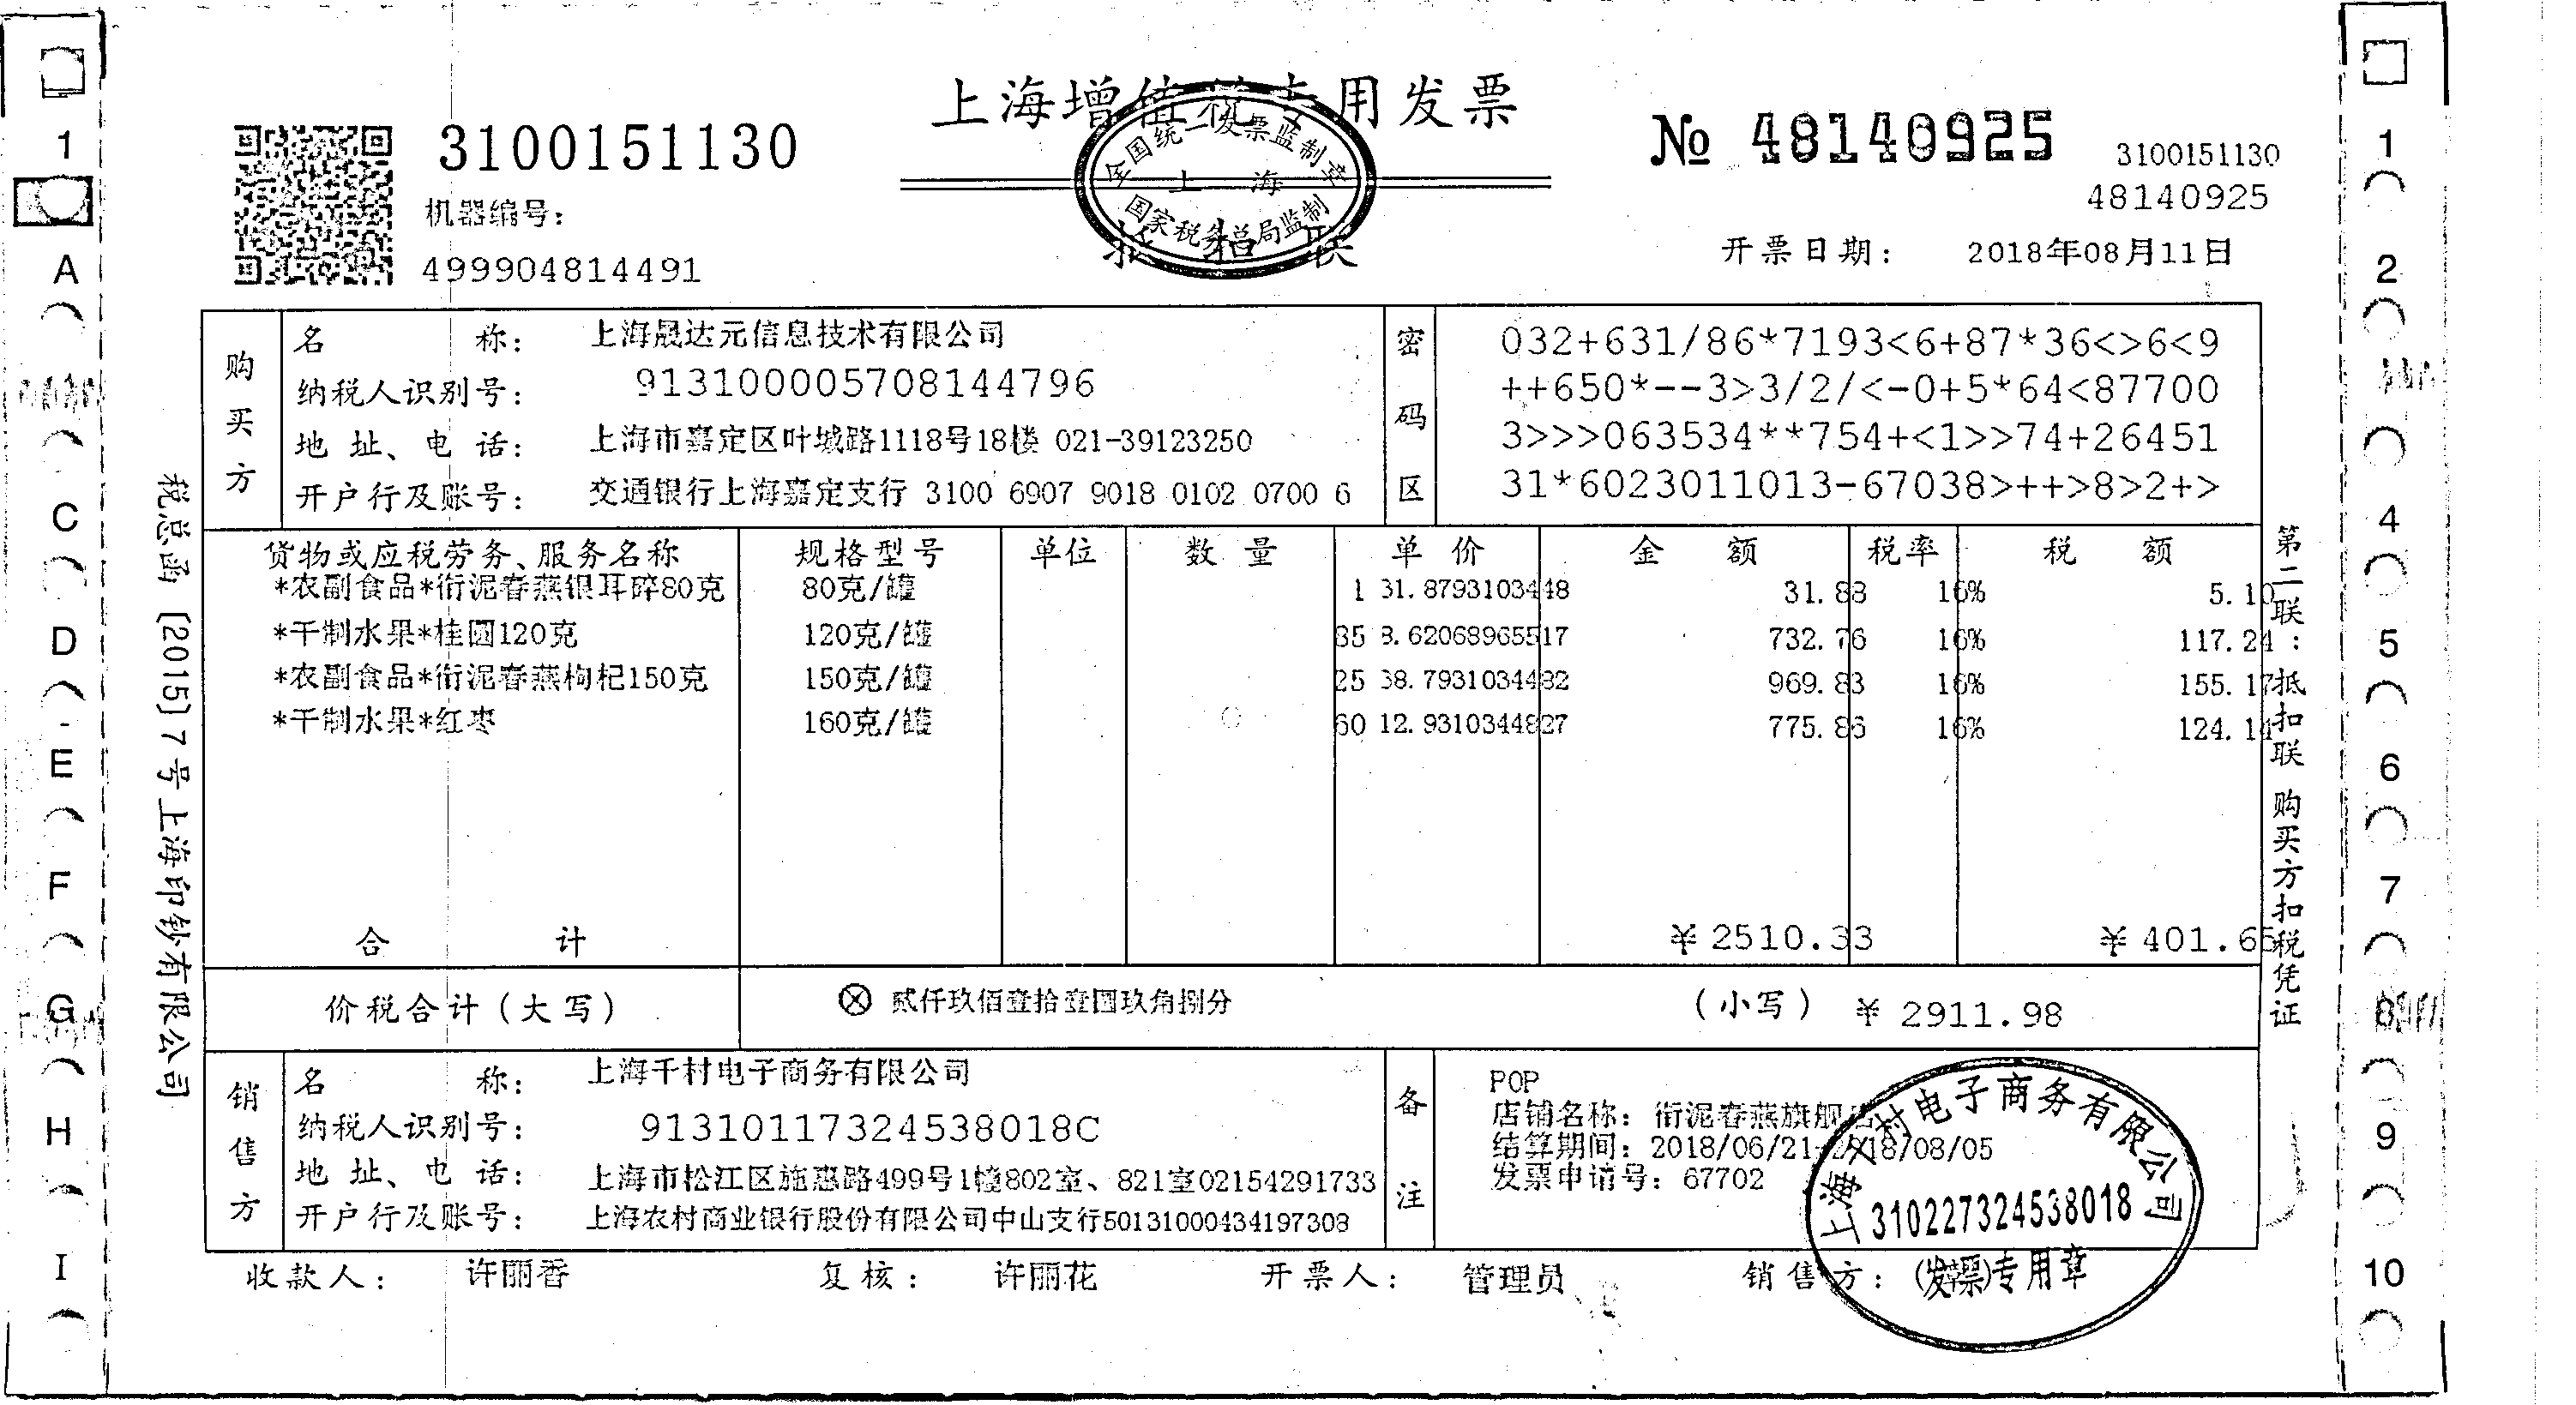 上海增值税专用发票
全国统一发票监制章
上海
国家税务总局监制
抵扣联
3100151130
机器编号：
499904814491
№ 48140925
3100151130
48140925
开票日期： 2018年08月11日
购买方
名 称： 上海晟达元信息技术有限公司
纳税人识别号： 913100005708144796
地 址、电 话： 上海市嘉定区叶城路1118号18楼 021-39123250
开户行及账号： 交通银行上海嘉定支行 3100 6907 9018 0102 0700 6
密码区
032+631/86*7193<6+87*36<>6<9
++650*--3>3/2/<-0+5*64<87700
3>>>063534**754+<1>>74+26451
31*6023011013-67038>++>8>2+>
货物或应税劳务、服务名称 规格型号 单位 数 量 单 价 金 额 税率 税 额
*农副食品*衔泥春燕银耳碎80克 80克/罐 1 31.8793103448 31.88 16% 5.10
*干制水果*桂圆120克 120克/罐 85 8.62068965517 732.76 16% 117.24
*农副食品*衔泥春燕枸杞150克 150克/罐 25 38.7931034482 969.83 16% 155.17
*干制水果*红枣 160克/罐 60 12.9310344827 775.86 16% 124.14
合 计 ￥2510.33 ￥401.65
价税合计（大写） ⊗ 贰仟玖佰壹拾壹圆玖角捌分 （小写） ￥2911.98
销售方
名 称： 上海千村电子商务有限公司
纳税人识别号： 91310117324538018C
地 址、电 话： 上海市松江区施惠路499号1幢802室、821室02154291733
开户行及账号： 上海农村商业银行股份有限公司中山支行50131000434197308
备注
POP
店铺名称：衔泥春燕旗舰店
结算期间：2018/06/21-2018/08/05
发票申请号：67702
上海千村电子商务有限公司
310227324538018
(发票)专用章
收款人： 许丽香 复核： 许丽花 开票人： 管理员 销售方：
税总函〔2015〕7号上海印钞有限公司
第二联：抵扣联 购买方扣税凭证
1
A
C
D
E
F
G
H
I
1
2
4
5
6
7
8
9
10